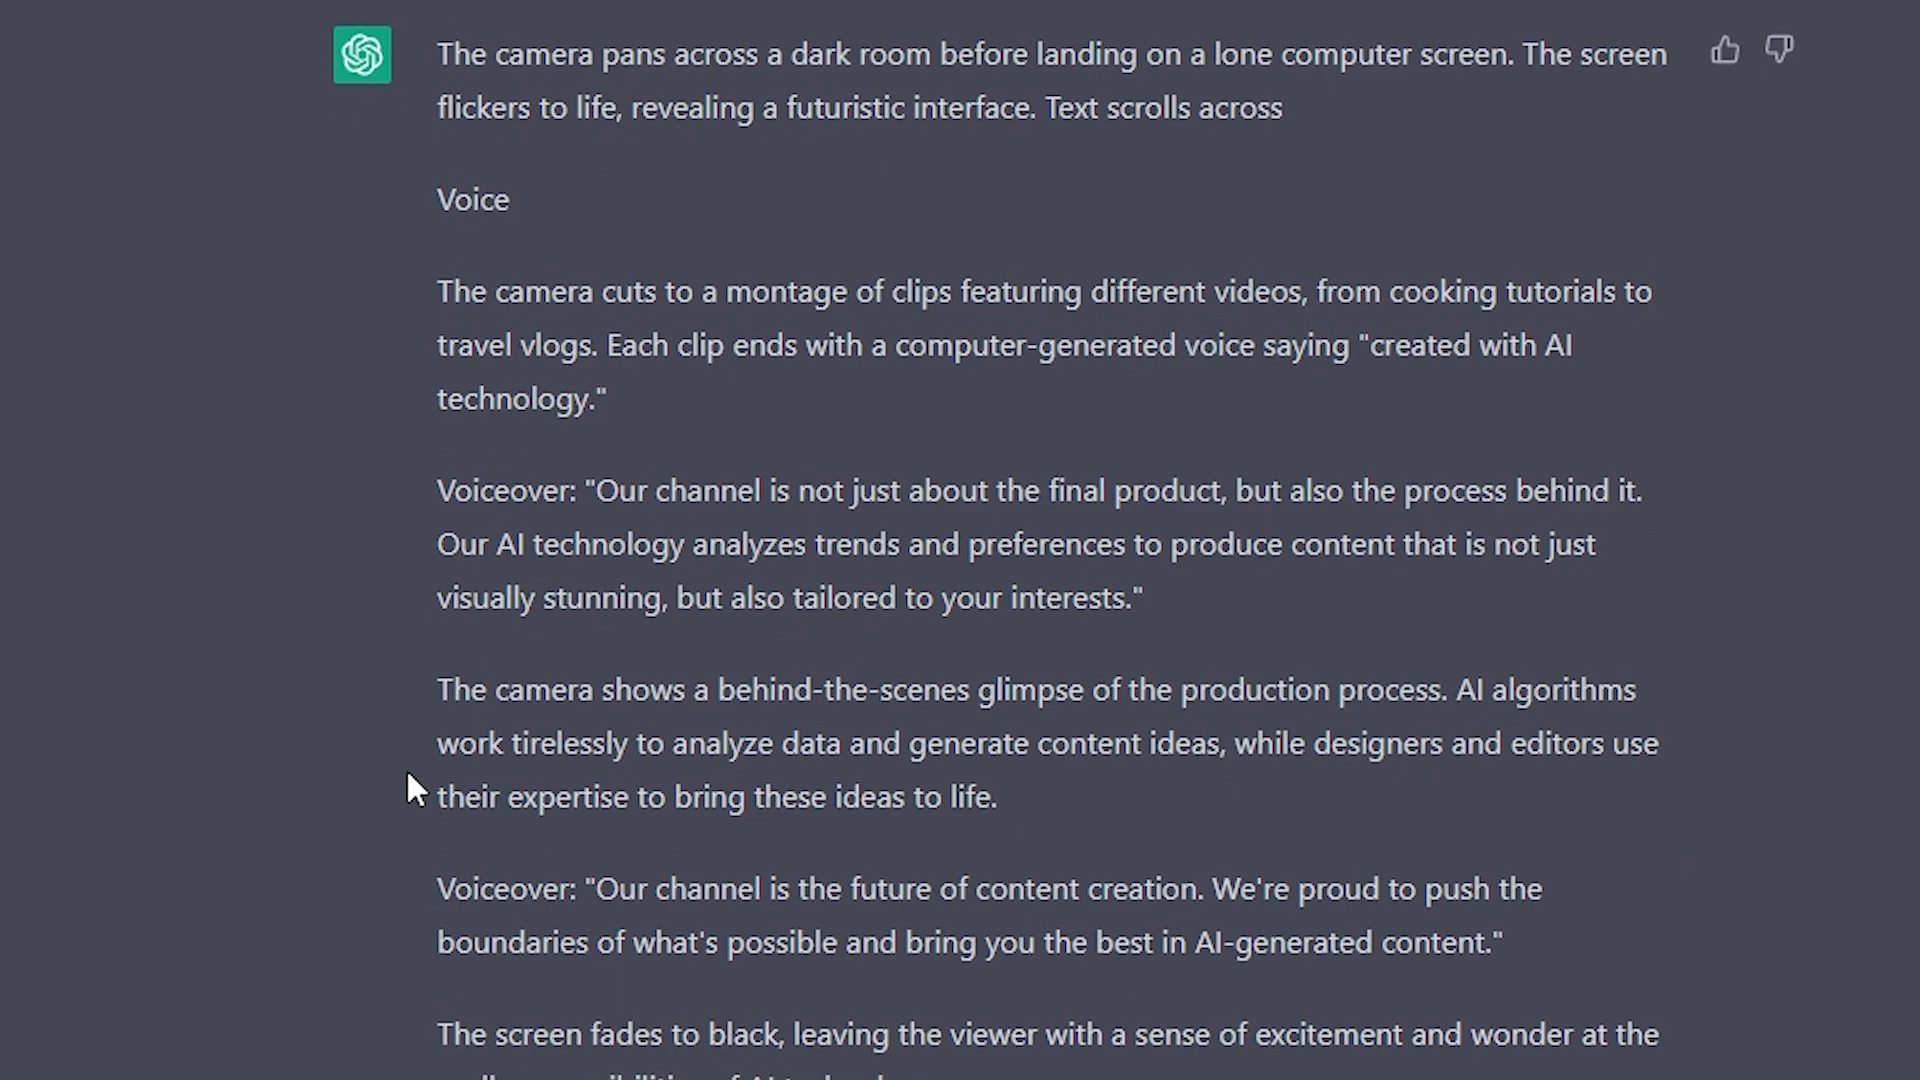 The camera pans across a dark room before landing on a lone computer screen. The screen
flickers to life, revealing a futuristic interface. Text scrolls across
Voice
The camera cuts to a montage of clips featuring different videos, from cooking tutorials to
travel vlogs. Each clip ends with a computer-generated voice saying "created with AI
technology."
Voiceover: "Our channel is not just about the final product, but also the process behind it.
Our AI technology analyzes trends and preferences to produce content that is not just
visually stunning, but also tailored to your interests."
The camera shows a behind-the-scenes glimpse of the production process. AI algorithms
work tirelessly to analyze data and generate content ideas, while designers and editors use
their expertise to bring these ideas to life.
Voiceover: "Our channel is the future of content creation. We're proud to push the
boundaries of what's possible and bring you the best in AI-generated content."
The screen fades to black, leaving the viewer with a sense of excitement and wonder at the